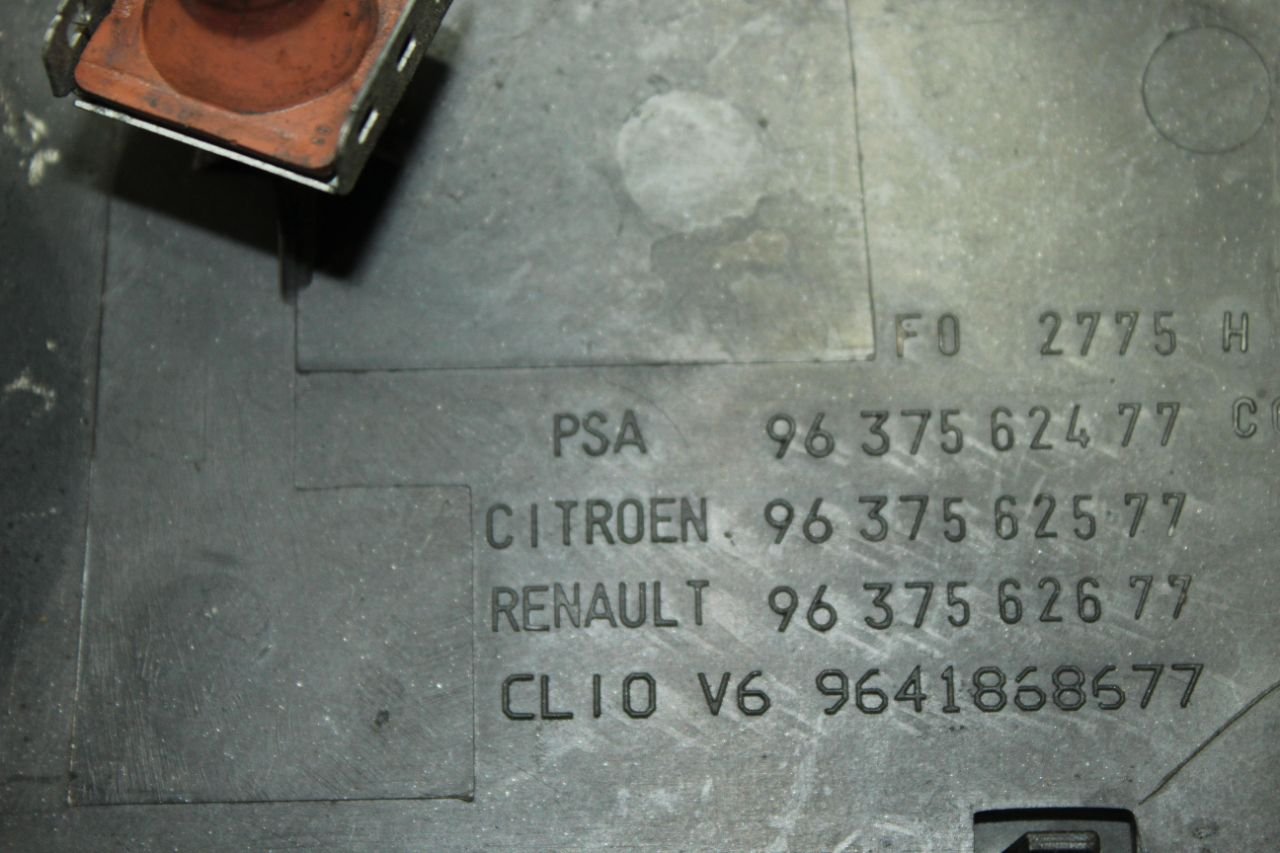 FO 2775 H
PSA 96 375 624 77
CITROEN. 96 375 625 77
RENAULT 96 375 626 77
CLIO V6 9641868677